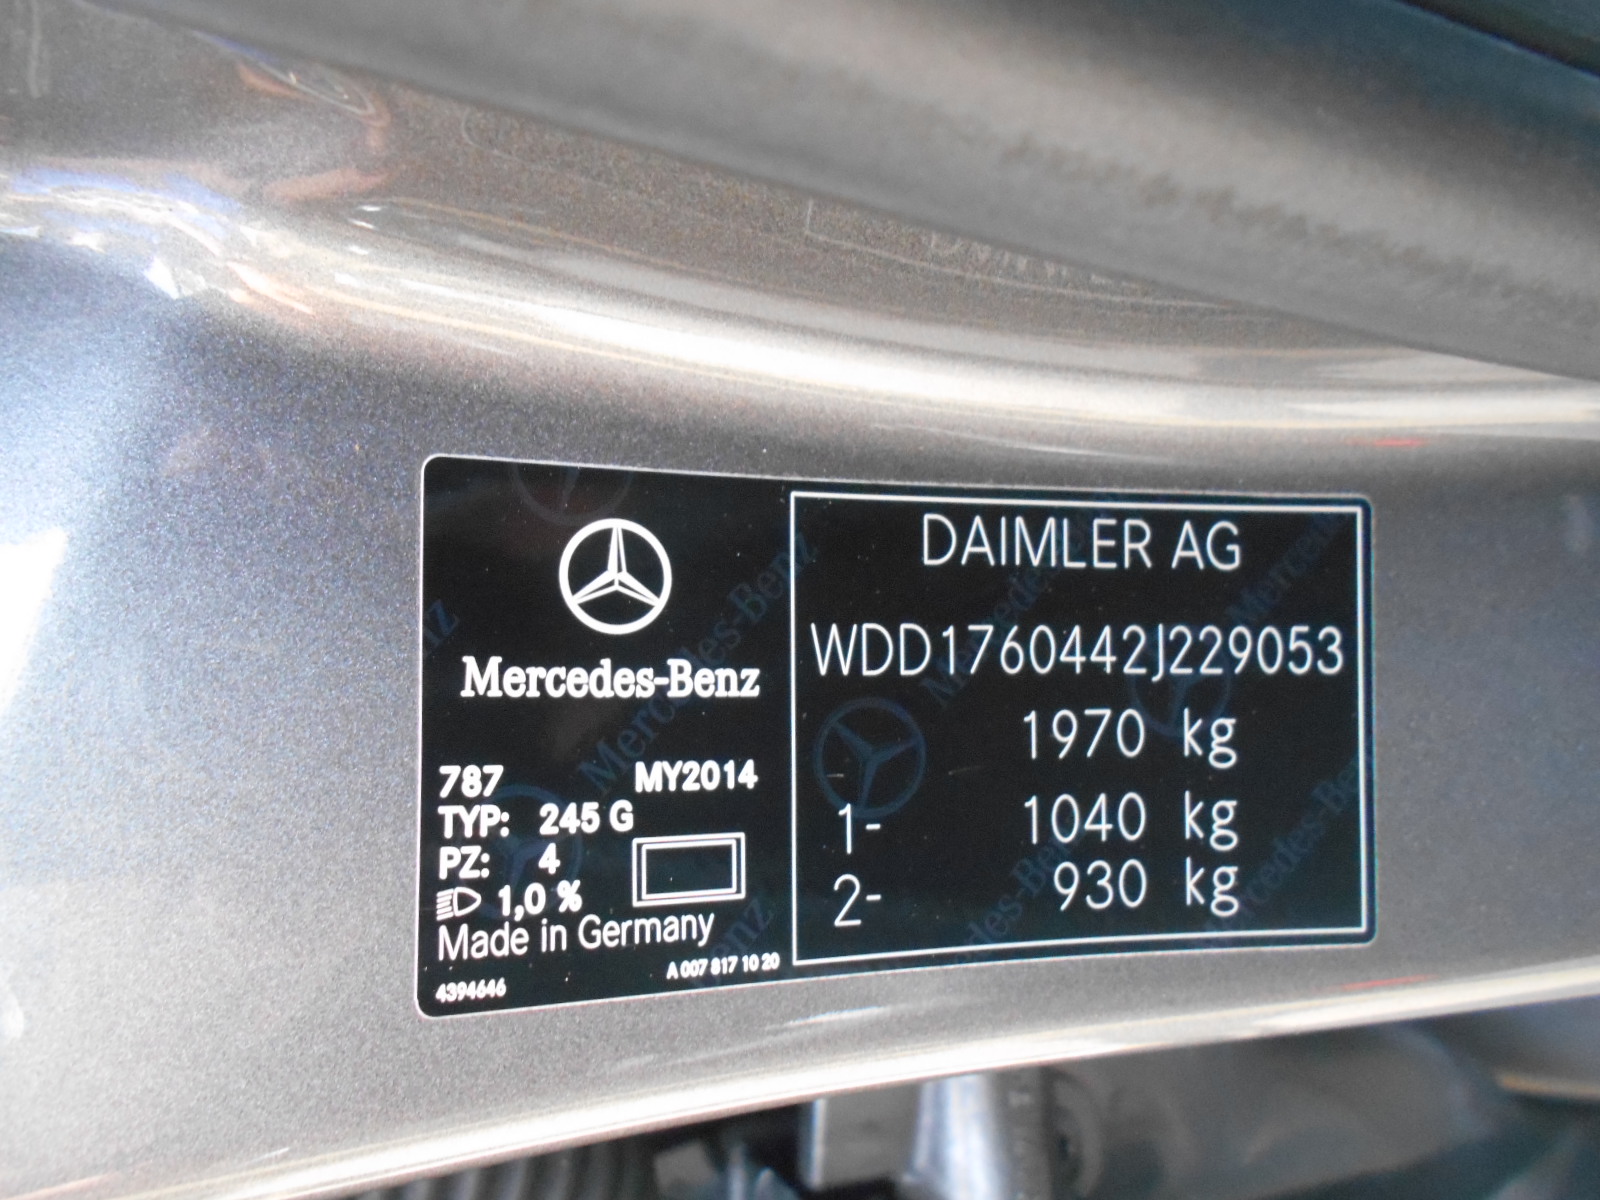 Mercedes-Benz
787 MY2014
TYP: 245 G
PZ: 4
1,0 %
Made in Germany
4394646 A 007 817 10 20
DAIMLER AG
WDD1760442J229053
1970 kg
1- 1040 kg
2- 930 kg